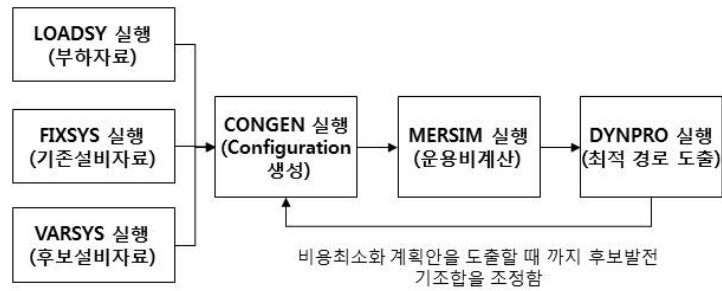 LOADSY 실행
(부하자료)
FIXSYS 실행
(기존설비자료)
VARSYS 실행
(후보설비자료)
CONGEN 실행
(Configuration
생성)
MERSIM 실행
(운용비계산)
DYNPRO 실행
(최적 경로 도출)
비용최소화 계획안을 도출할 때 까지 후보발전
기조합을 조정함